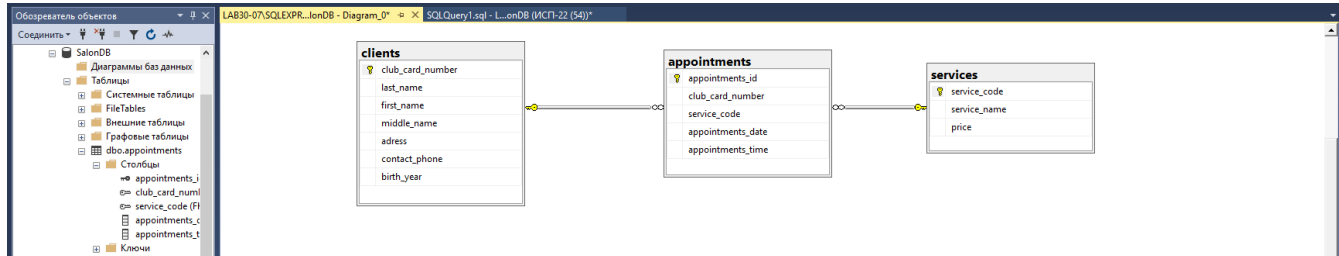 Обозреватель объектов
LAB30-07\SQLEXPR...lonDB - Diagram_0*
SQLQuery1.sql - L...onDB (ИСП-22 (54))*
Соединить
SalonDB
Диаграммы баз данных
Таблицы
Системные таблицы
FileTables
Внешние таблицы
Графовые таблицы
dbo.appointments
Столбцы
appointments_i
club_card_numl
service_code (Fl
appointments_c
appointments_t
Ключи
clients
club_card_number
last_name
first_name
middle_name
adress
contact_phone
birth_year
appointments
appointments_id
club_card_number
service_code
appointments_date
appointments_time
services
service_code
service_name
price